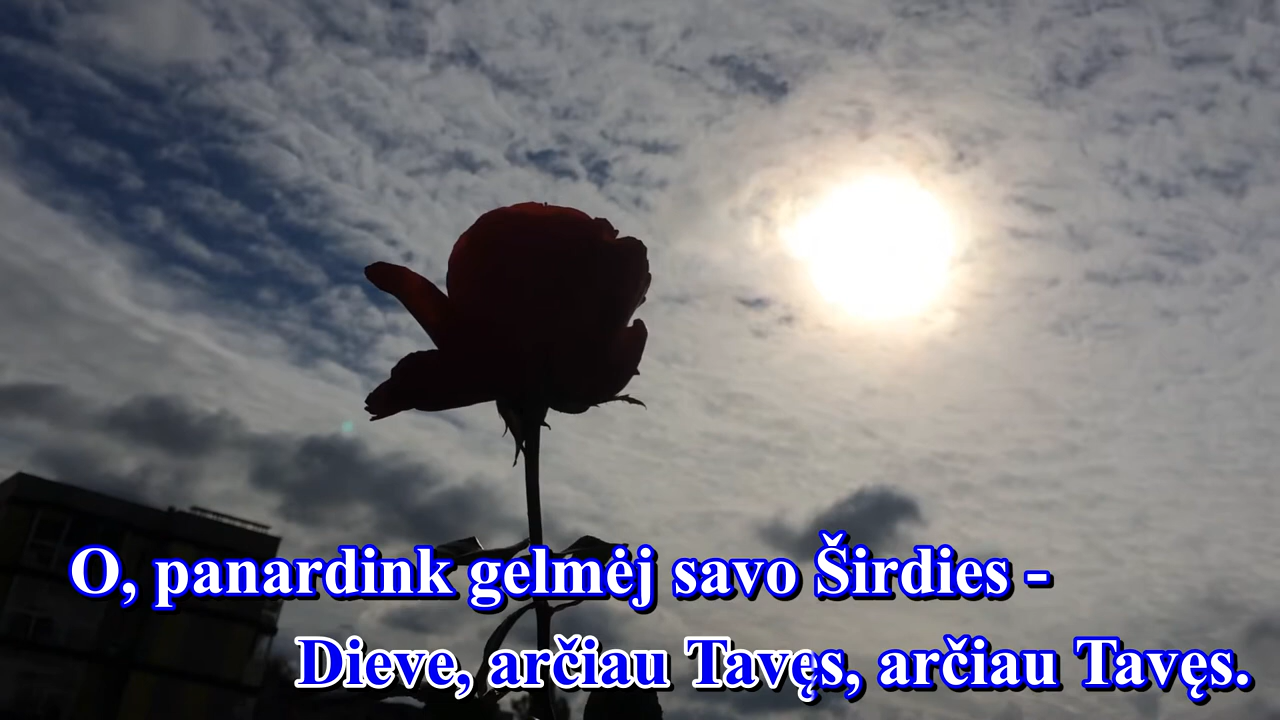 O, panardink gelmėj savo Širdies -
Dieve, arčiau Tavęs, arčiau Tavęs.